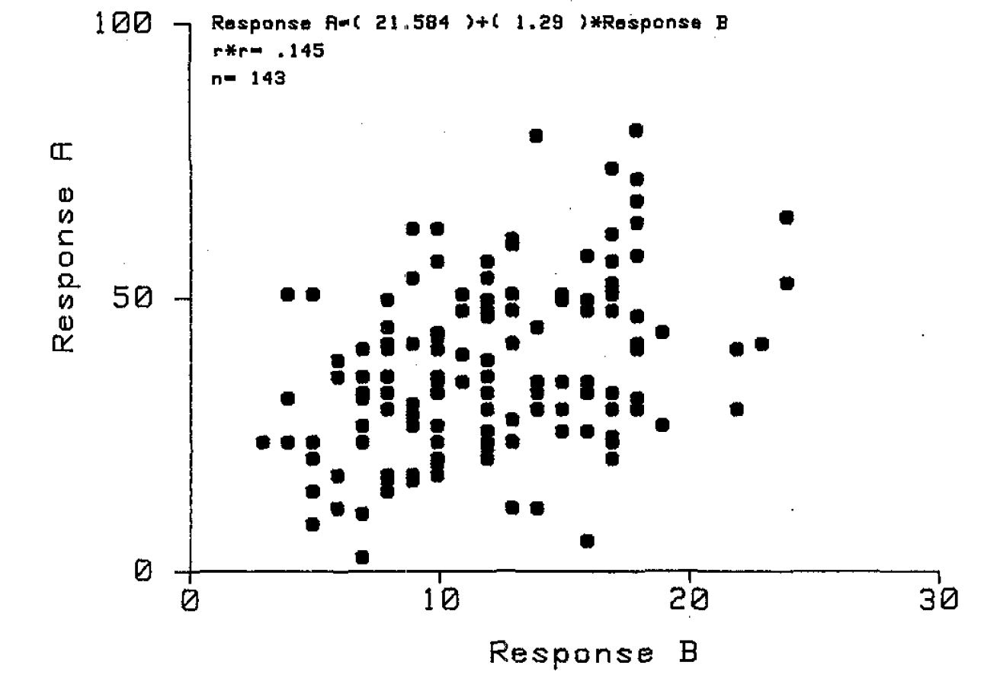 Response A=( 21.584 )+( 1.29 )*Response B
r*r= .145
n= 143
100
50
0
Response A
0
10
20
30
Response B